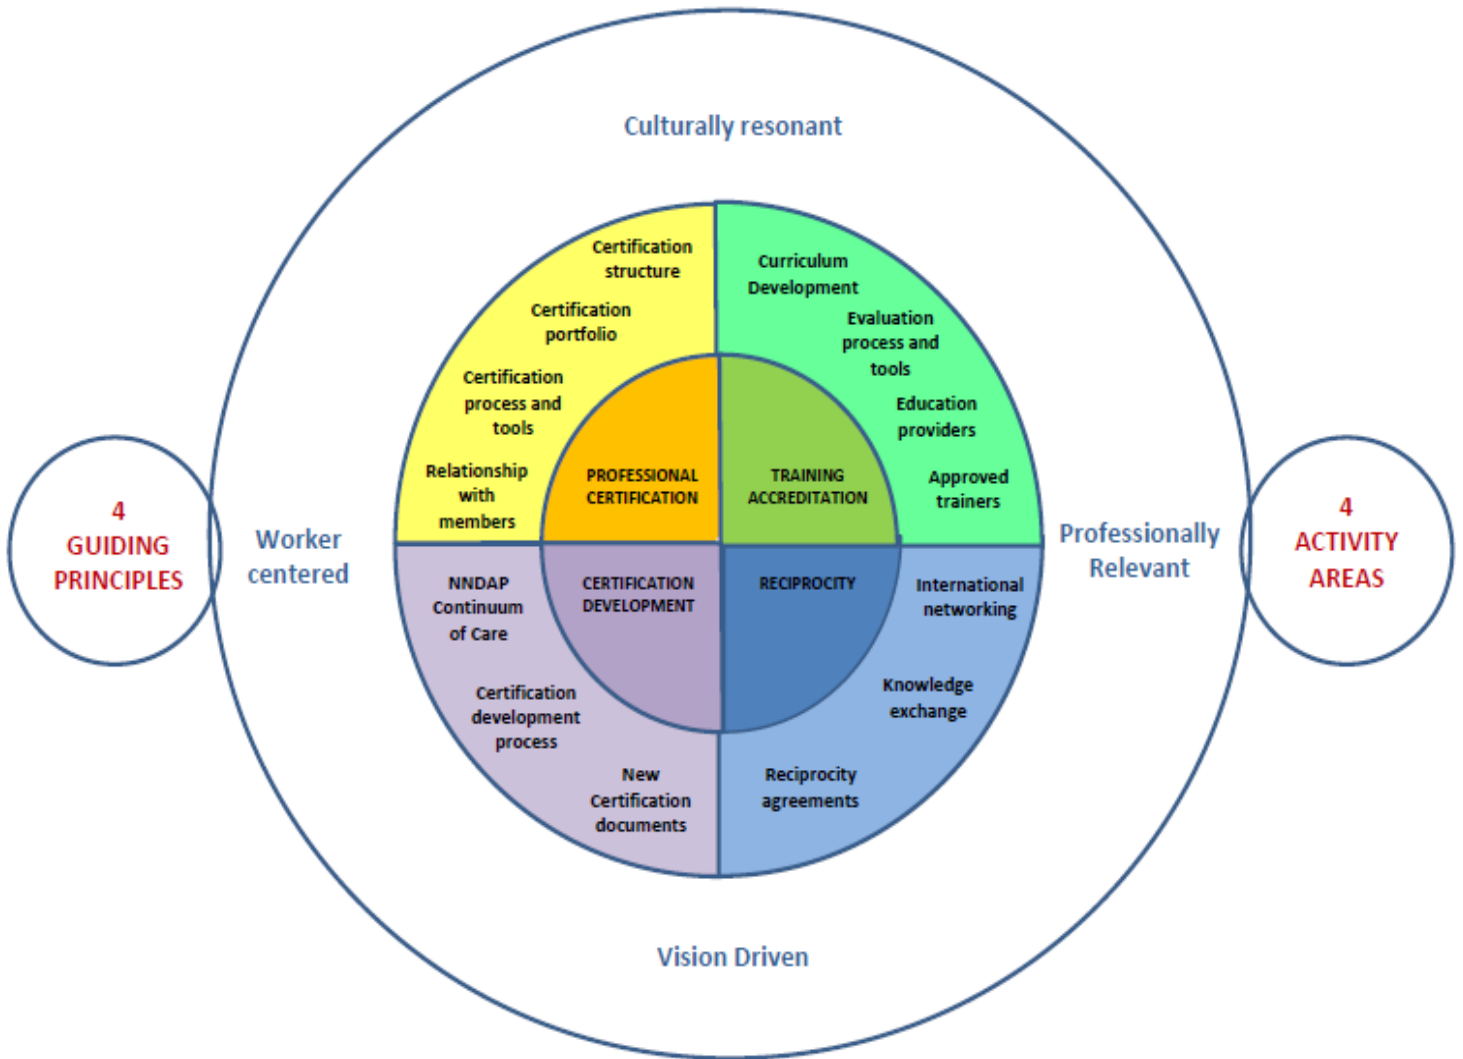 Culturally resonant
Certification
structure
Certification
portfolio
Certification
process and
tools
Relationship
with
members
Curriculum
Development
Evaluation
process and
tools
Education
providers
Approved
trainers
PROFESSIONAL
CERTIFICATION
TRAINING
ACCREDITATION
4
GUIDING
PRINCIPLES
Worker
centered
Professionally
Relevant
4
ACTIVITY
AREAS
CERTIFICATION
DEVELOPMENT
RECIPROCITY
NNDAP
Continuum
of Care
Certification
development
process
New
Certification
documents
International
networking
Knowledge
exchange
Reciprocity
agreements
Vision Driven